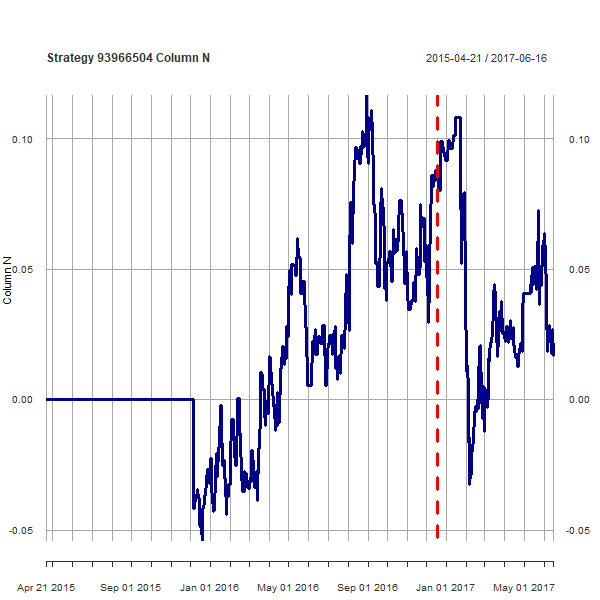 Strategy 93966504 Column N
2015-04-21 / 2017-06-16
Column N
0.10
0.05
0.00
-0.05
0.10
0.05
0.00
-0.05
Apr 21 2015
Sep 01 2015
Jan 01 2016
May 01 2016
Sep 01 2016
Jan 01 2017
May 01 2017